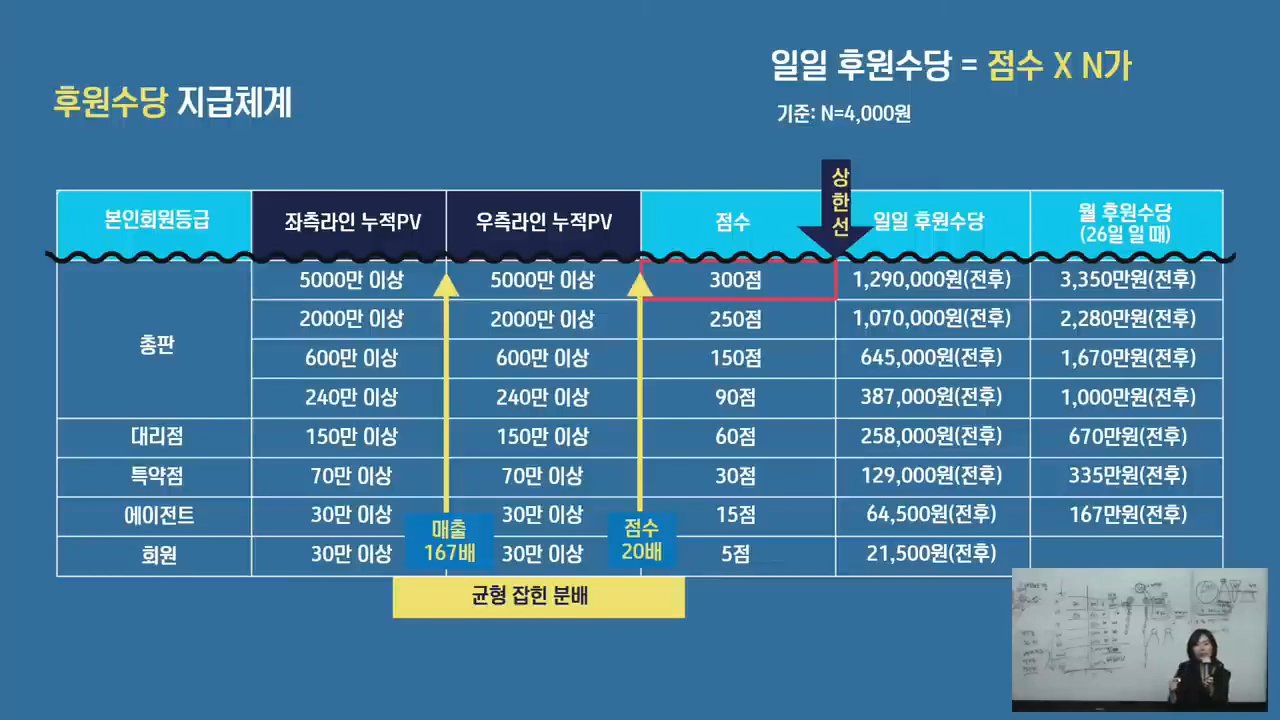 후원수당 지급체계
일일 후원수당 = 점수 X N가
기준: N=4,000원
상한선
본인회원등급 좌측라인 누적PV 우측라인 누적PV 점수 일일 후원수당 월 후원수당
(26일 일 때)
총판
5000만 이상 5000만 이상 300점 1,290,000원(전후) 3,350만원(전후)
2000만 이상 2000만 이상 250점 1,070,000원(전후) 2,280만원(전후)
600만 이상 600만 이상 150점 645,000원(전후) 1,670만원(전후)
240만 이상 240만 이상 90점 387,000원(전후) 1,000만원(전후)
대리점 150만 이상 150만 이상 60점 258,000원(전후) 670만원(전후)
특약점 70만 이상 70만 이상 30점 129,000원(전후) 335만원(전후)
에이전트 30만 이상 30만 이상 15점 64,500원(전후) 167만원(전후)
회원 30만 이상 30만 이상 5점 21,500원(전후)
매출
167배
점수
20배
균형 잡힌 분배